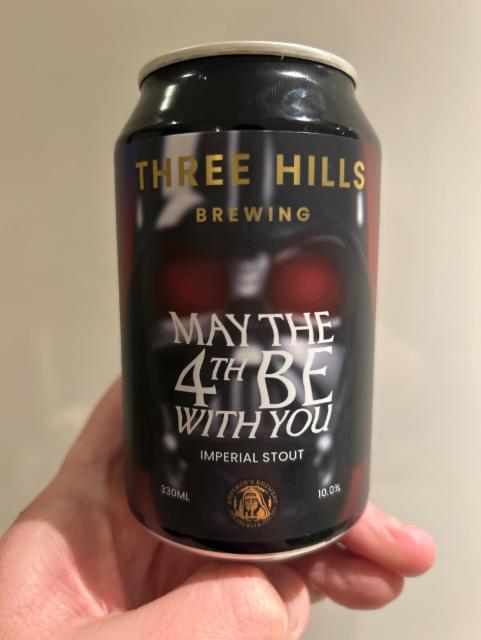 THREE HILLS
BREWING
MAY THE
4TH BE
WITH YOU
IMPERIAL STOUT
330ML
10.0%